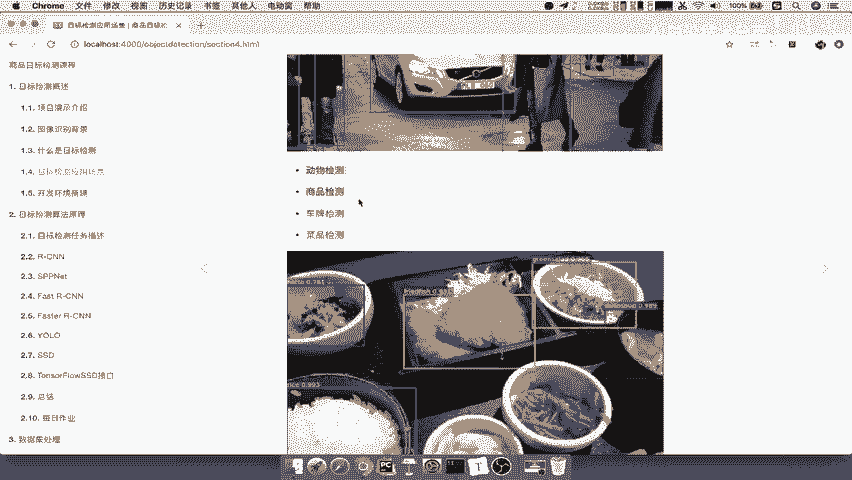 Chrome 文件 修改 视图 历史记录 书签 其他人 电动窗 帮助 100%
目标检测应用场景 | 商品目标检
localhost:4000/objectdetection/section4.html
商品目标检测课程
1. 目标检测概述
1.1. 项目演示介绍
1.2. 图像识别背景
1.3. 什么是目标检测
1.4. 目标检测应用场景
1.5. 开发环境搭建
2. 目标检测算法原理
2.1. 目标检测任务描述
2.2. R-CNN
2.3. SPPNet
2.4. Fast R-CNN
2.5. Faster R-CNN
2.6. YOLO
2.7. SSD
2.8. TensorFlowSSD接口
2.9. 总结
2.10. 每日作业
3. 数据集处理
• 动物检测:
• 商品检测
• 车牌检测
• 菜品检测